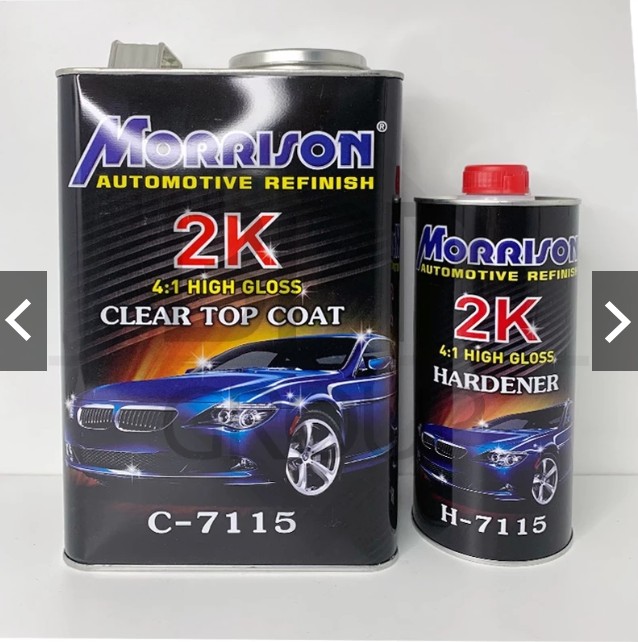 MORRISON®
AUTOMOTIVE REFINISH
2K
4:1 HIGH GLOSS
CLEAR TOP COAT
C-7115
MORRISON
AUTOMOTIVE REFINISH
2K
4:1 HIGH GLOSS
HARDENER
H-7115
GROUP